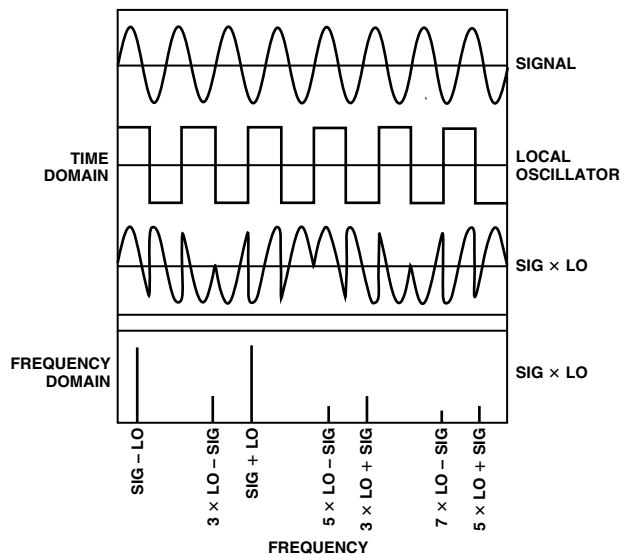 SIGNAL
TIME
DOMAIN
LOCAL
OSCILLATOR
SIG × LO
FREQUENCY
DOMAIN
SIG × LO
SIG – LO
3 × LO – SIG
SIG + LO
5 × LO – SIG
3 × LO + SIG
7 × LO – SIG
5 × LO + SIG
FREQUENCY